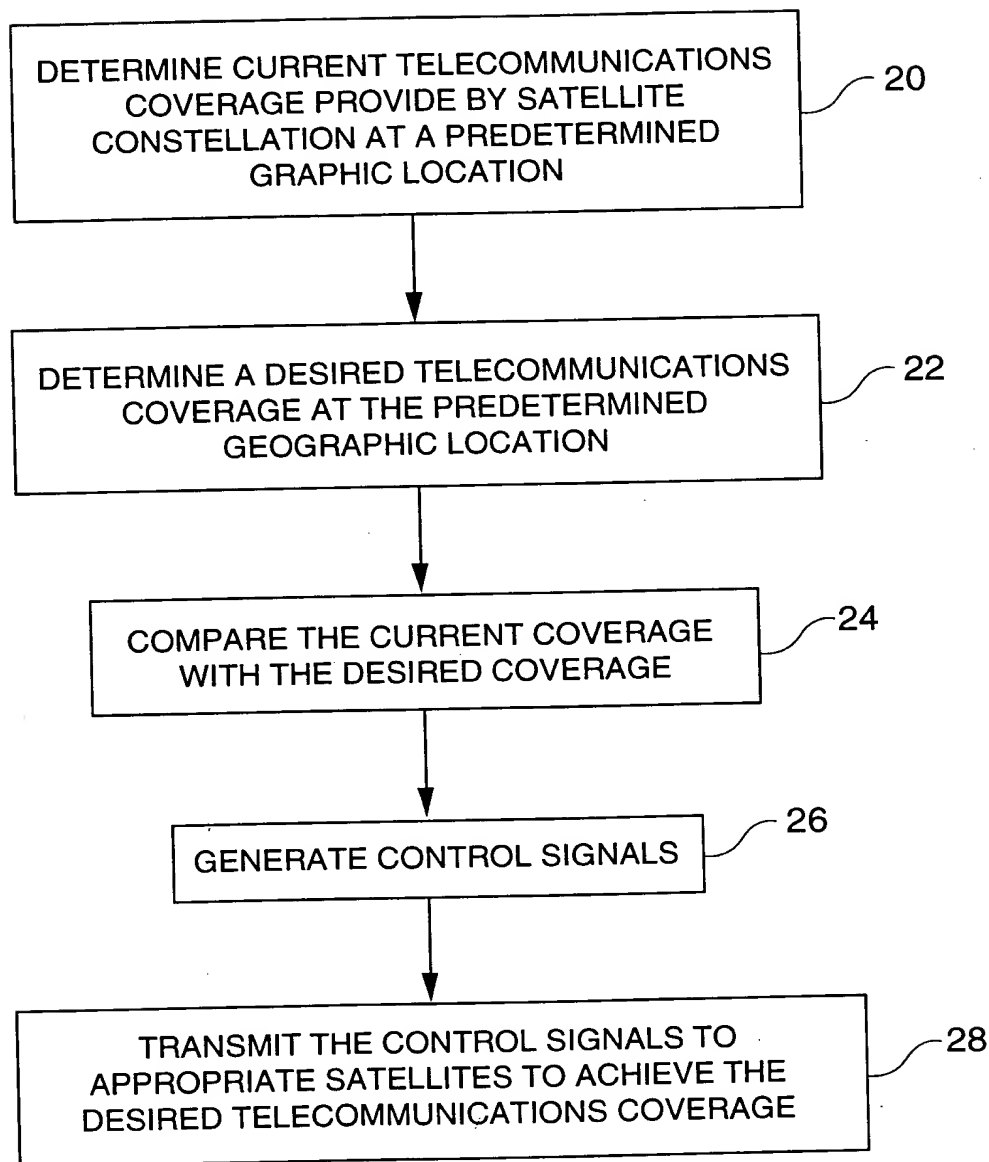 DETERMINE CURRENT TELECOMMUNICATIONS
COVERAGE PROVIDE BY SATELLITE
CONSTELLATION AT A PREDETERMINED
GRAPHIC LOCATION
20
DETERMINE A DESIRED TELECOMMUNICATIONS
COVERAGE AT THE PREDETERMINED
GEOGRAPHIC LOCATION
22
COMPARE THE CURRENT COVERAGE
WITH THE DESIRED COVERAGE
24
GENERATE CONTROL SIGNALS
26
TRANSMIT THE CONTROL SIGNALS TO
APPROPRIATE SATELLITES TO ACHIEVE THE
DESIRED TELECOMMUNICATIONS COVERAGE
28